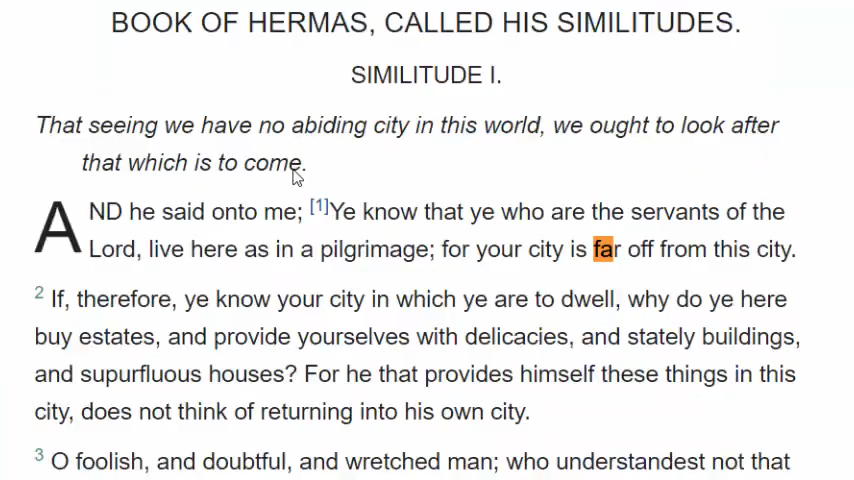 BOOK OF HERMAS, CALLED HIS SIMILITUDES.
SIMILITUDE I.
That seeing we have no abiding city in this world, we ought to look after
that which is to come.
AND he said onto me; [1]Ye know that ye who are the servants of the
Lord, live here as in a pilgrimage; for your city is far off from this city.
2 If, therefore, ye know your city in which ye are to dwell, why do ye here
buy estates, and provide yourselves with delicacies, and stately buildings,
and supurfluous houses? For he that provides himself these things in this
city, does not think of returning into his own city.
3 O foolish, and doubtful, and wretched man; who understandest not that